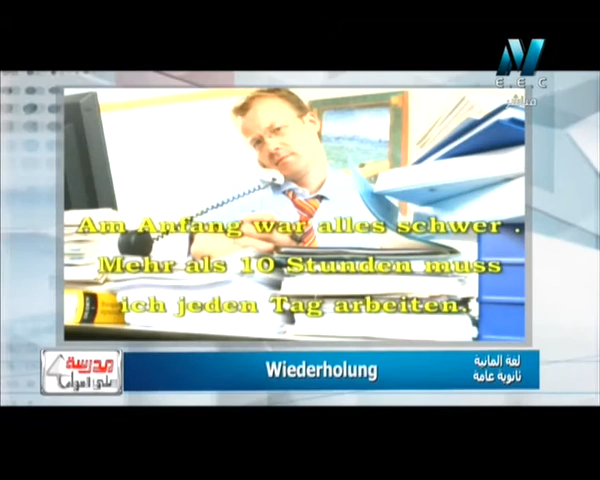 E.E.C
مباشر
Am Anfang war alles schwer .
Mehr als 10 Stunden muss
ich jeden Tag arbeiten.
مدرسة
على الهواء
Wiederholung
لغة ألمانية
ثانوية عامة